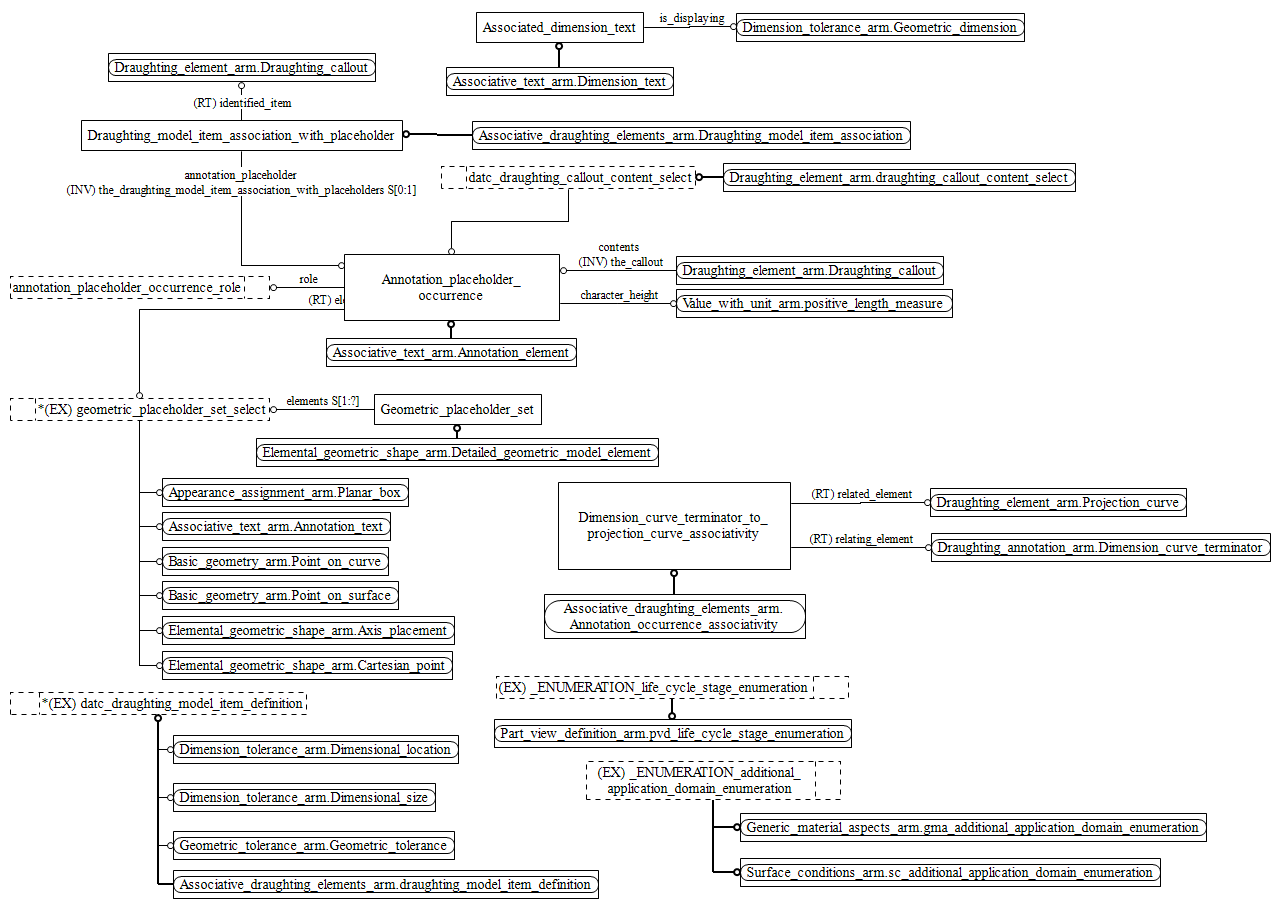 Associated_dimension_text
is_displaying
Dimension_tolerance_arm.Geometric_dimension
Draughting_element_arm.Draughting_callout
Associative_text_arm.Dimension_text
(RT) identified_item
Draughting_model_item_association_with_placeholder
Associative_draughting_elements_arm.Draughting_model_item_association
annotation_placeholder
(INV) the_draughting_model_item_association_with_placeholders S[0:1]
datc_draughting_callout_content_select
Draughting_element_arm.draughting_callout_content_select
contents
(INV) the_callout
Annotation_placeholder_
occurrence
Draughting_element_arm.Draughting_callout
annotation_placeholder_occurrence_role
role
(RT) ele
character_height
Value_with_unit_arm.positive_length_measure
Associative_text_arm.Annotation_element
*(EX) geometric_placeholder_set_select
elements S[1:?]
Geometric_placeholder_set
Elemental_geometric_shape_arm.Detailed_geometric_model_element
Appearance_assignment_arm.Planar_box
Associative_text_arm.Annotation_text
Basic_geometry_arm.Point_on_curve
Basic_geometry_arm.Point_on_surface
Elemental_geometric_shape_arm.Axis_placement
Elemental_geometric_shape_arm.Cartesian_point
Dimension_curve_terminator_to_
projection_curve_associativity
(RT) related_element
Draughting_element_arm.Projection_curve
(RT) relating_element
Draughting_annotation_arm.Dimension_curve_terminator
Associative_draughting_elements_arm.
Annotation_occurrence_associativity
*(EX) datc_draughting_model_item_definition
Dimension_tolerance_arm.Dimensional_location
Dimension_tolerance_arm.Dimensional_size
Geometric_tolerance_arm.Geometric_tolerance
Associative_draughting_elements_arm.draughting_model_item_definition
(EX) _ENUMERATION_life_cycle_stage_enumeration
Part_view_definition_arm.pvd_life_cycle_stage_enumeration
(EX) _ENUMERATION_additional_
application_domain_enumeration
Generic_material_aspects_arm.gma_additional_application_domain_enumeration
Surface_conditions_arm.sc_additional_application_domain_enumeration